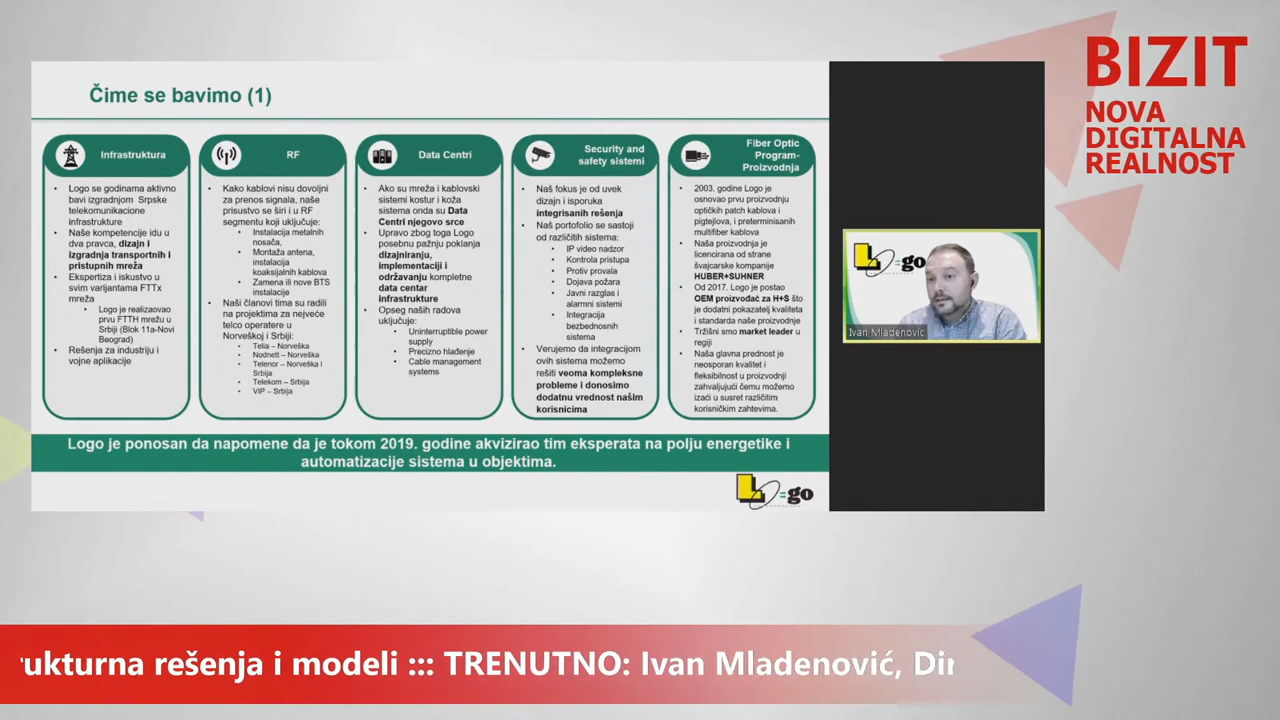 BIZIT
NOVA
DIGITALNA
REALNOST
Čime se bavimo (1)
Infrastruktura
• Logo se godinama aktivno
bavi izgradnjom Srpske
telekomunikacione
infrastrukture
• Naše kompetencije idu u
dva pravca, dizajn i
izgradnja transportnih i
pristupnih mreža
• Ekspertiza i iskustvo u
svim varijantama FTTx
mreža
• Logo je realizaovao
prvu FTTH mrežu u
Srbiji (Blok 11a-Novi
Beograd)
• Rešenja za industriju i
vojne aplikacije
RF
• Kako kablovi nisu dovoljni
za prenos signala, naše
prisustvo se širi i u RF
segmentu koji uključuje:
• Instalacija metalnih
nosača,
• Montaža antena,
instalacija
koaksijalnih kablova
• Zamena ili nove BTS
instalacije
• Naši članovi tima su radili
na projektima za najveće
telco operatere u
Norveškoj i Srbiji:
• Telia – Norveška
• Nodnett – Norveška
• Telenor – Norveška i
Srbija
• Telekom – Srbija
• VIP – Srbija
Data Centri
• Ako su mreža i kablovski
sistemi kostur i koža
sistema onda su Data
Centri njegovo srce
• Upravo zbog toga Logo
posebnu pažnju poklanja
dizajniranju,
implementaciji i
održavanju kompletne
data centar
infrastrukture
• Opseg naših radova
uključuje:
• Uninterruptible power
supply
• Precizno hlađenje
• Cable management
systems
Security and
safety sistemi
• Naš fokus je od uvek
dizajn i isporuka
integrisanih rešenja
• Naš portofolio se sastoji
od različitih sistema:
• IP video nadzor
• Kontrola pristupa
• Protiv provala
• Dojava požara
• Javni razglas i
alarmni sistemi
• Integracija
bezbednosnih
sistema
• Verujemo da integracijom
ovih sistema možemo
rešiti veoma kompleksne
probleme i donosimo
dodatnu vrednost našim
korisnicima
Fiber Optic
Program-
Proizvodnja
• 2003. godine Logo je
osnovao prvu proizvodnju
optičkih patch kablova i
pigtejlova, i preterminisanih
multifiber kablova
• Naša proizvodnja je
licencirana od strane
švajcarske kompanije
HUBER+SUHNER
• Od 2017. Logo je postao
OEM proizvođač za H+S što
je dodatni pokazatelj kvaliteta
i standarda naše proizvodnje
• Tržišni smo market leader u
regiji
• Naša glavna prednost je
neosporan kvalitet i
fleksibilnost u proizvodnji
zahvaljujući čemu možemo
izaći u susret različitim
korisničkim zahtevima.
Logo je ponosan da napomene da je tokom 2019. godine akvizirao tim eksperata na polju energetike i
automatizacije sistema u objektima.
L go
L go
Ivan Mladenovic
rukturna rešenja i modeli ::: TRENUTNO: Ivan Mladenović, Dir